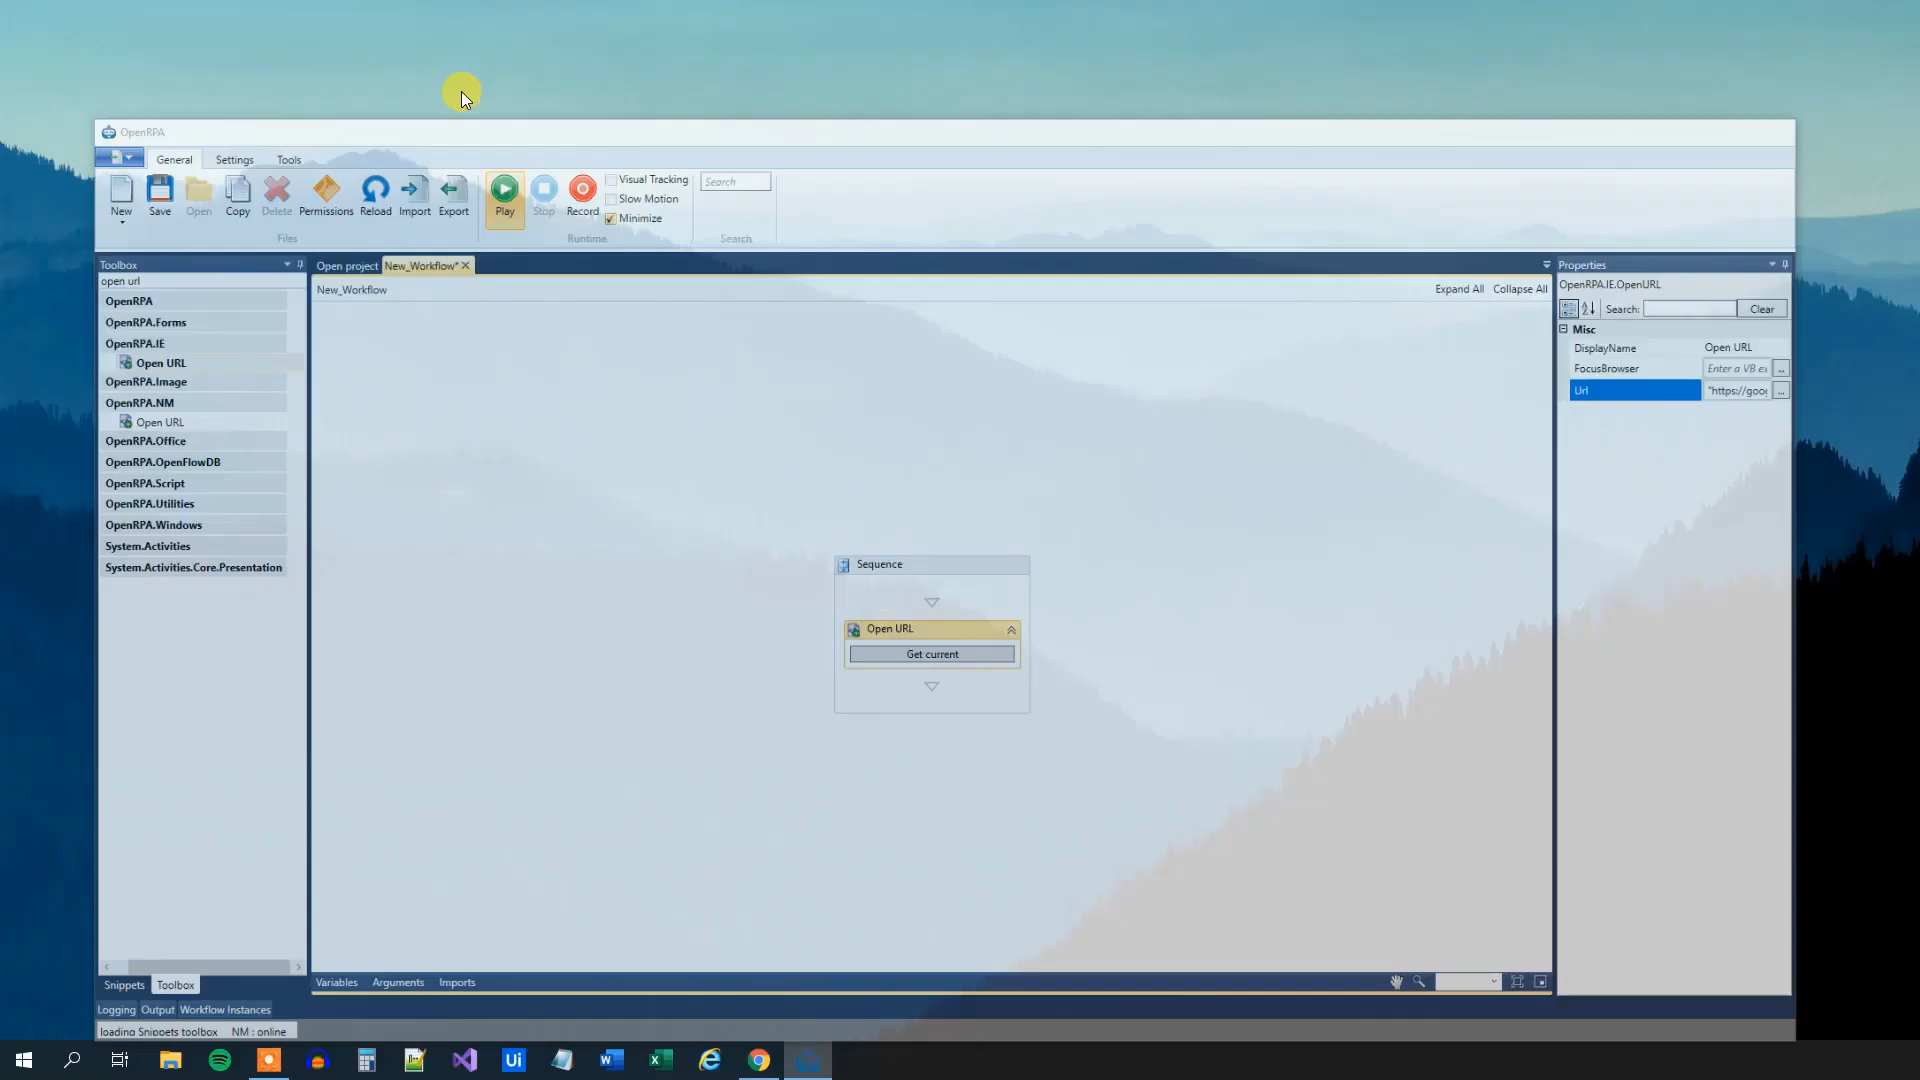 OpenRPA
General Settings Tools
New Save Open Copy Delete Permissions Reload Import Export Play Stop Record
Visual Tracking
Slow Motion
Minimize
Search
Files Runtime Search
Toolbox
open url
OpenRPA
OpenRPA.Forms
OpenRPA.IE
Open URL
OpenRPA.Image
OpenRPA.NM
Open URL
OpenRPA.Office
OpenRPA.OpenFlowDB
OpenRPA.Script
OpenRPA.Utilities
OpenRPA.Windows
System.Activities
System.Activities.Core.Presentation
Snippets Toolbox
Open project New_Workflow*
New_Workflow Expand All Collapse All
Sequence
Open URL
Get current
Variables Arguments Imports
Properties
OpenRPA.IE.OpenURL
Search: Clear
Misc
DisplayName Open URL
FocusBrowser Enter a VB ex ...
Url "https://goog ...
Logging Output Workflow Instances
loading Snippets toolbox NM : online
Ui